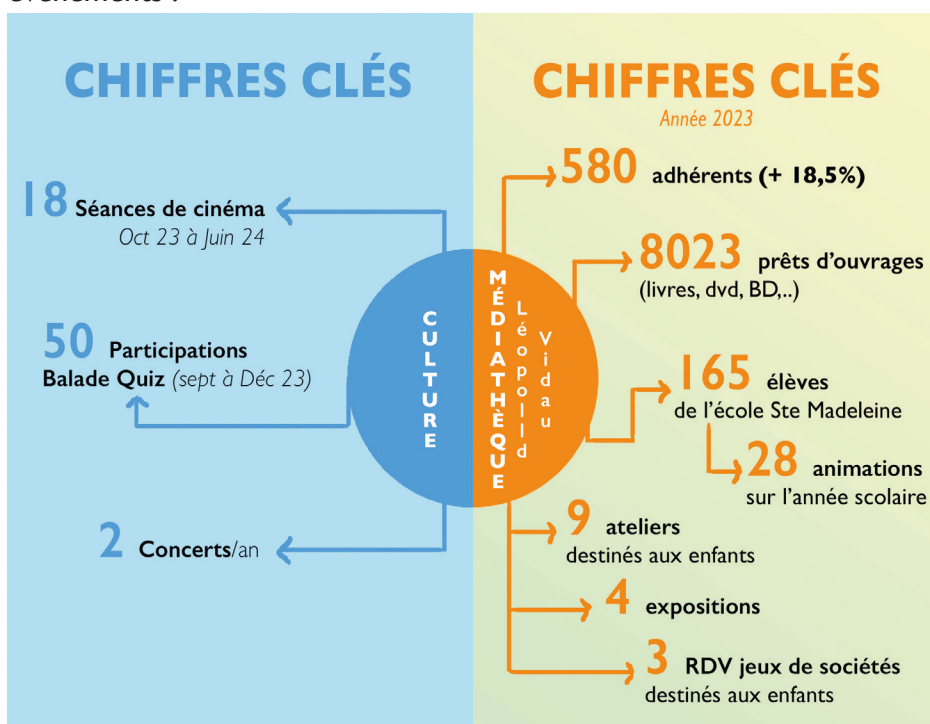 évènements :
CHIFFRES CLÉS
18 Séances de cinéma
Oct 23 à Juin 24
50 Participations
Balade Quiz (sept à Déc 23)
2 Concerts/an
CULTURE
CHIFFRES CLÉS
Année 2023
MÉDIATHÈQUE
Léopolld
Vidau
580 adhérents (+ 18,5%)
8023 prêts d'ouvrages
(livres, dvd, BD,..)
165 élèves
de l'école Ste Madeleine
28 animations
sur l'année scolaire
9 ateliers
destinés aux enfants
4 expositions
3 RDV jeux de sociétés
destinés aux enfants